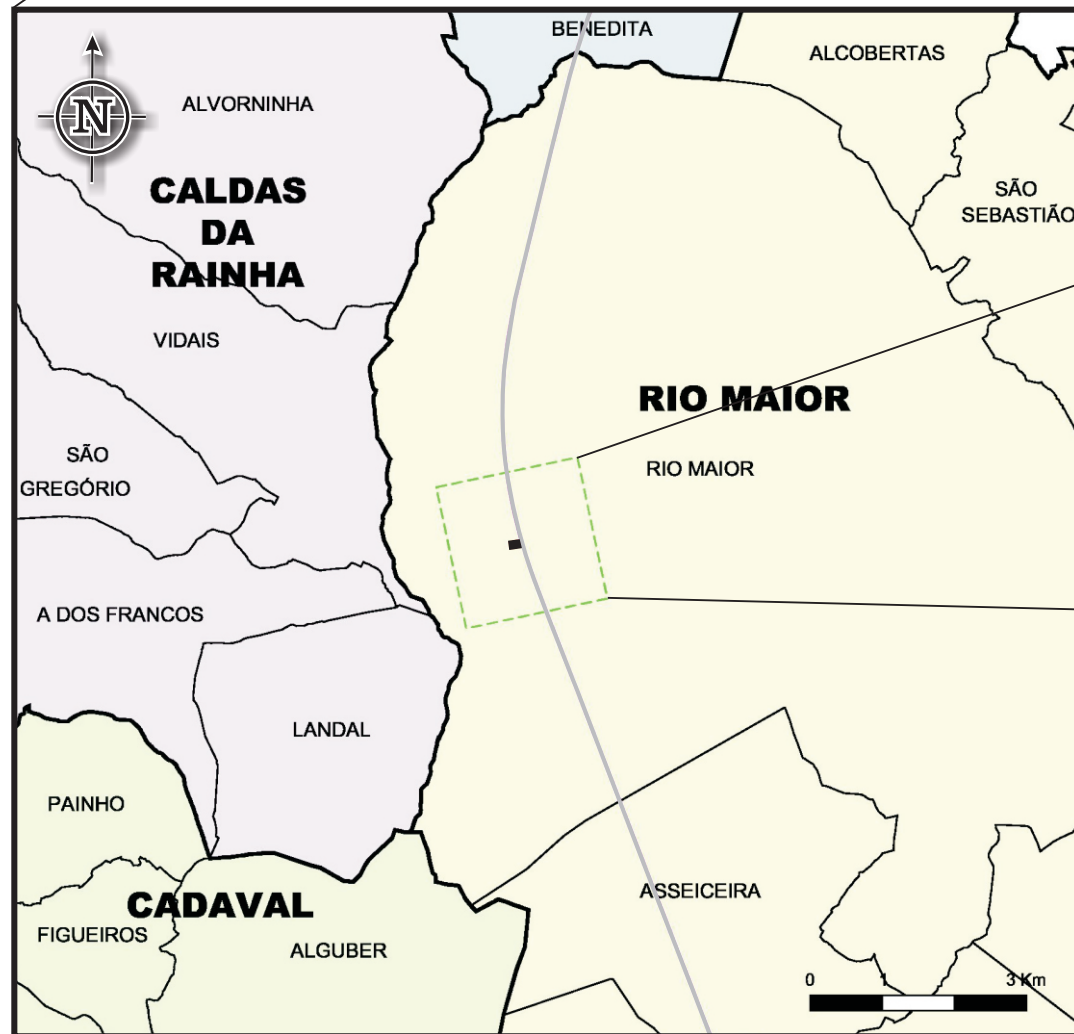 BENEDITA
ALCOBERTAS
N
ALVORNINHA
CALDAS
DA
RAINHA
SÃO
SEBASTIÃO
VIDAIS
RIO MAIOR
RIO MAIOR
SÃO
GREGÓRIO
A DOS FRANCOS
LANDAL
PAINHO
CADAVAL
ASSEICEIRA
FIGUEIROS
ALGUBER
0 1 3 Km